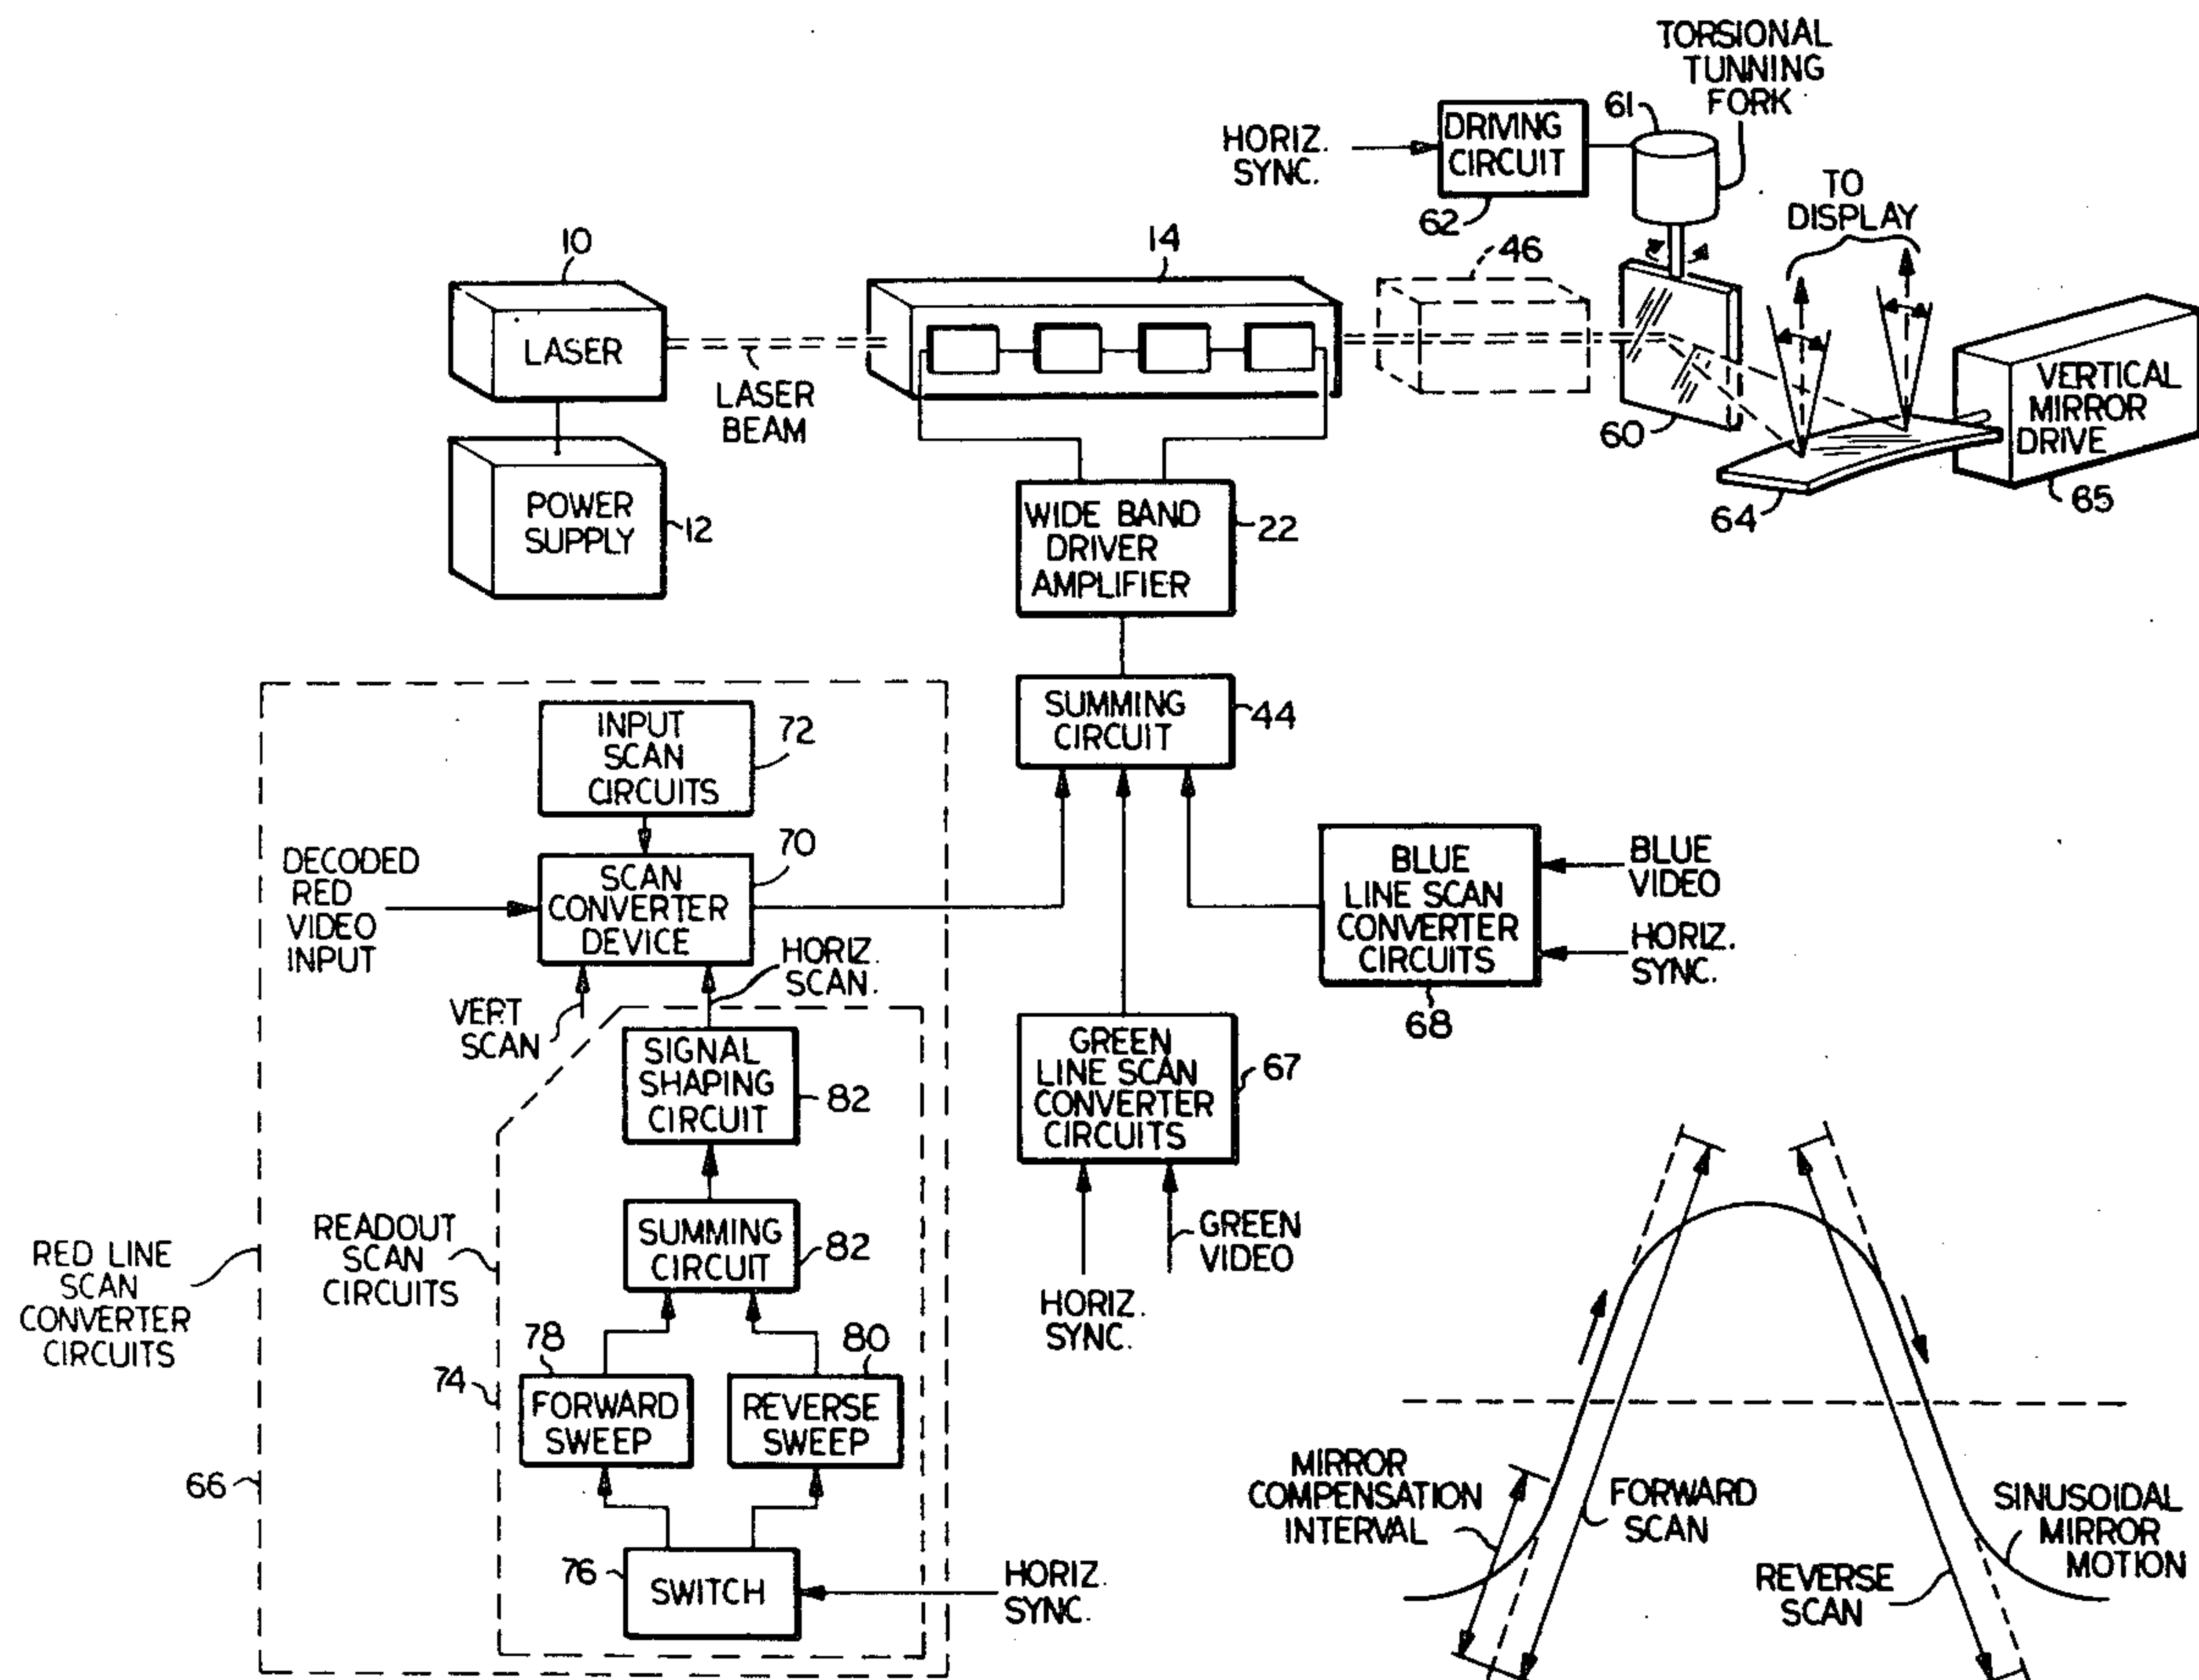 TORSIONAL
TUNNING
FORK
61
DRIVING
CIRCUIT
HORIZ.
SYNC.
62
TO
DISPLAY
10
14
46
LASER
LASER
BEAM
60
VERTICAL
MIRROR
DRIVE
64
65
POWER
SUPPLY
12
WIDE BAND
DRIVER
AMPLIFIER
22
SUMMING
CIRCUIT
44
INPUT
SCAN
CIRCUITS
72
DECODED
RED
VIDEO
INPUT
SCAN
CONVERTER
DEVICE
70
HORIZ.
SCAN.
VERT
SCAN
BLUE
LINE SCAN
CONVERTER
CIRCUITS
68
BLUE
VIDEO
HORIZ.
SYNC.
SIGNAL
SHAPING
CIRCUIT
82
GREEN
LINE SCAN
CONVERTER
CIRCUITS
67
HORIZ.
SYNC.
GREEN
VIDEO
RED LINE
SCAN
CONVERTER
CIRCUITS
READOUT
SCAN
CIRCUITS
SUMMING
CIRCUIT
82
78
80
74
FORWARD
SWEEP
REVERSE
SWEEP
66
76
SWITCH
HORIZ.
SYNC.
MIRROR
COMPENSATION
INTERVAL
FORWARD
SCAN
REVERSE
SCAN
SINUSOIDAL
MIRROR
MOTION